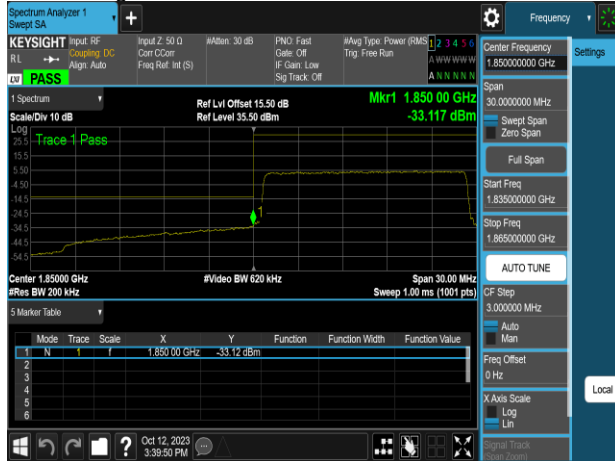 Spectrum Analyzer 1
Swept SA
+
Frequency
KEYSIGHT
RL
PASS
Input: RF
Coupling: DC
Align: Auto
Input Z: 50 Ω
Corr CCorr
Freq Ref: Int (S)
#Atten: 30 dB
PNO: Fast
Gate: Off
IF Gain: Low
Sig Track: Off
#Avg Type: Power (RMS
Trig: Free Run
1 2 3 4 5 6
A W W W W W
A N N N N N
1 Spectrum
Scale/Div 10 dB
Ref Lvl Offset 15.50 dB
Ref Level 35.50 dBm
Mkr1 1.850 00 GHz
-33.117 dBm
Log
Trace 1 Pass
25.5
15.5
5.50
-4.50
-14.5
-24.5
-34.5
-44.5
-54.5
1
Center 1.85000 GHz
#Res BW 200 kHz
#Video BW 620 kHz
Span 30.00 MHz
Sweep 1.00 ms (1001 pts)
5 Marker Table
Mode Trace Scale X Y Function Function Width Function Value
1 N 1 f 1.850 00 GHz -33.12 dBm
2
3
4
5
6
Oct 12, 2023
3:39:50 PM
Center Frequency
1.850000000 GHz
Span
30.0000000 MHz
Swept Span
Zero Span
Full Span
Start Freq
1.835000000 GHz
Stop Freq
1.865000000 GHz
AUTO TUNE
CF Step
3.000000 MHz
Auto
Man
Freq Offset
0 Hz
X Axis Scale
Log
Lin
Signal Track
(Span Zoom)
Settings
Local